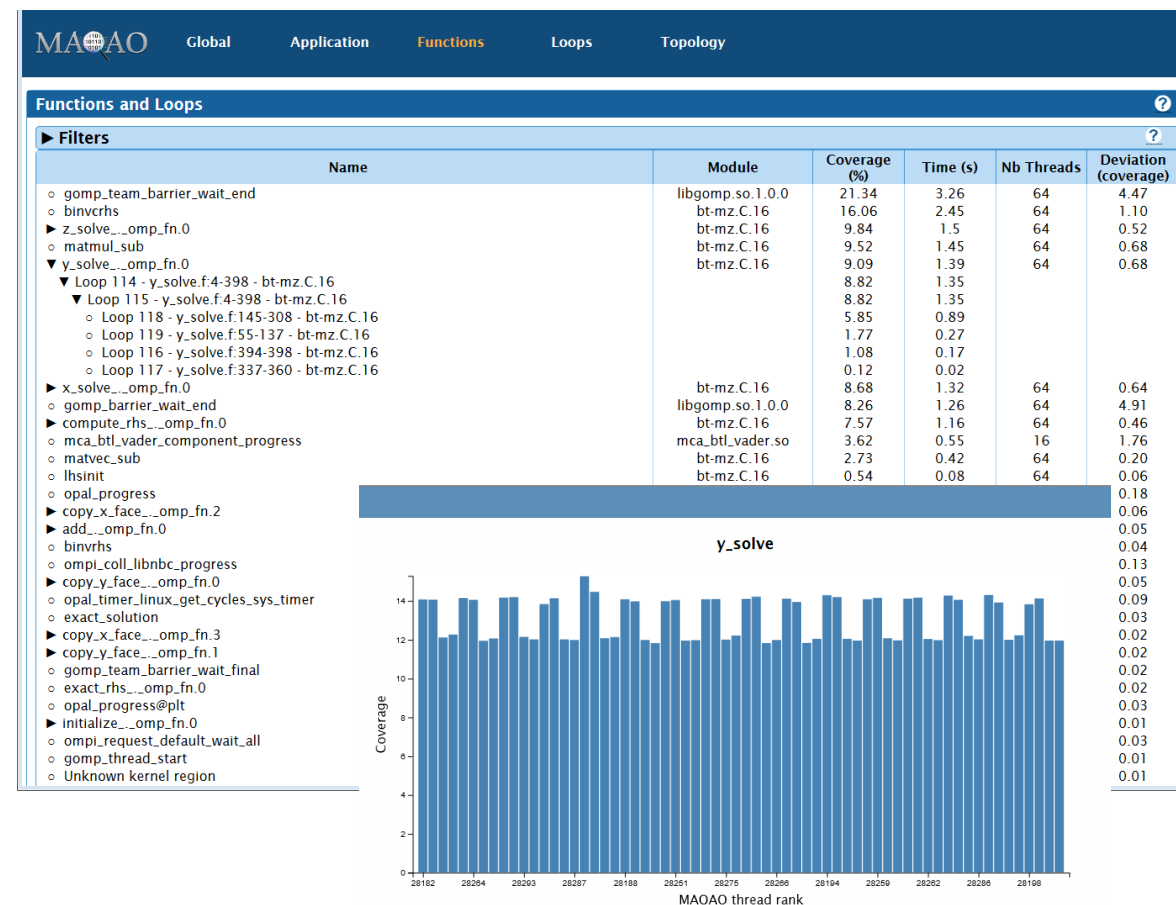 MAQAO Global Application Functions Loops Topology
Functions and Loops ?
▶ Filters ?
Name Module Coverage (%) Time (s) Nb Threads Deviation (coverage)
○ gomp_team_barrier_wait_end libgomp.so.1.0.0 21.34 3.26 64 4.47
○ binvcrhs bt-mz.C.16 16.06 2.45 64 1.10
▶ z_solve_._omp_fn.0 bt-mz.C.16 9.84 1.5 64 0.52
○ matmul_sub bt-mz.C.16 9.52 1.45 64 0.68
▼ y_solve_._omp_fn.0 bt-mz.C.16 9.09 1.39 64 0.68
▼ Loop 114 - y_solve.f:4-398 - bt-mz.C.16 8.82 1.35
▼ Loop 115 - y_solve.f:4-398 - bt-mz.C.16 8.82 1.35
○ Loop 118 - y_solve.f:145-308 - bt-mz.C.16 5.85 0.89
○ Loop 119 - y_solve.f:55-137 - bt-mz.C.16 1.77 0.27
○ Loop 116 - y_solve.f:394-398 - bt-mz.C.16 1.08 0.17
○ Loop 117 - y_solve.f:337-360 - bt-mz.C.16 0.12 0.02
▶ x_solve_._omp_fn.0 bt-mz.C.16 8.68 1.32 64 0.64
○ gomp_barrier_wait_end libgomp.so.1.0.0 8.26 1.26 64 4.91
▶ compute_rhs_._omp_fn.0 bt-mz.C.16 7.57 1.16 64 0.46
○ mca_btl_vader_component_progress mca_btl_vader.so 3.62 0.55 16 1.76
○ matvec_sub bt-mz.C.16 2.73 0.42 64 0.20
○ lhsinit bt-mz.C.16 0.54 0.08 64 0.06
○ opal_progress 0.18
▶ copy_x_face_._omp_fn.2 0.06
▶ add_._omp_fn.0 0.05
○ binvrhs 0.04
○ ompi_coll_libnbc_progress 0.13
▶ copy_y_face_._omp_fn.0 0.05
○ opal_timer_linux_get_cycles_sys_timer 0.09
○ exact_solution 0.03
▶ copy_x_face_._omp_fn.3 0.02
▶ copy_y_face_._omp_fn.1 0.02
○ gomp_team_barrier_wait_final 0.02
○ exact_rhs_._omp_fn.0 0.02
○ opal_progress@plt 0.03
▶ initialize_._omp_fn.0 0.01
○ ompi_request_default_wait_all 0.03
○ gomp_thread_start 0.01
○ Unknown kernel region 0.01
y_solve
14
12
10
8
6
4
2
0
Coverage
28182 28264 28293 28287 28188 28251 28275 28266 28194 28259 28262 28286 28198
MAOAO thread rank